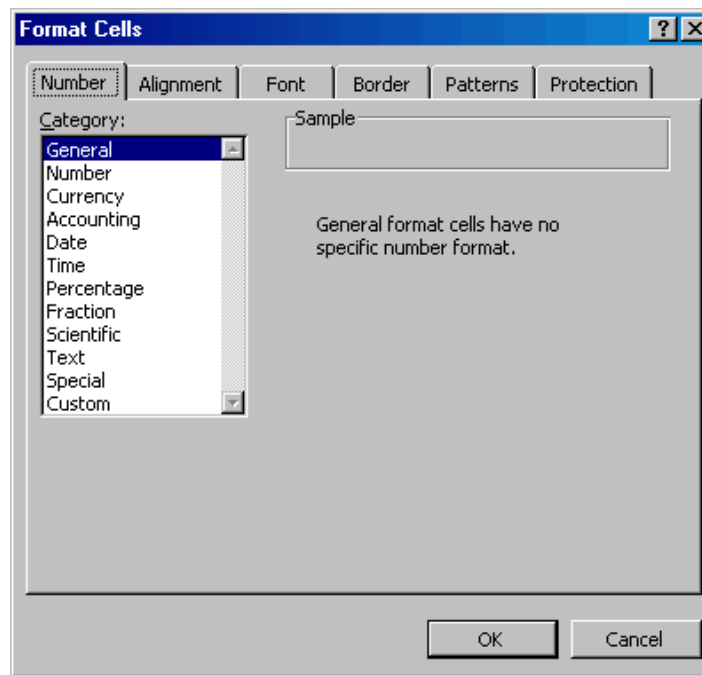 Format Cells
Number Alignment Font Border Patterns Protection
Category:
General
Number
Currency
Accounting
Date
Time
Percentage
Fraction
Scientific
Text
Special
Custom
Sample
General format cells have no
specific number format.
OK Cancel